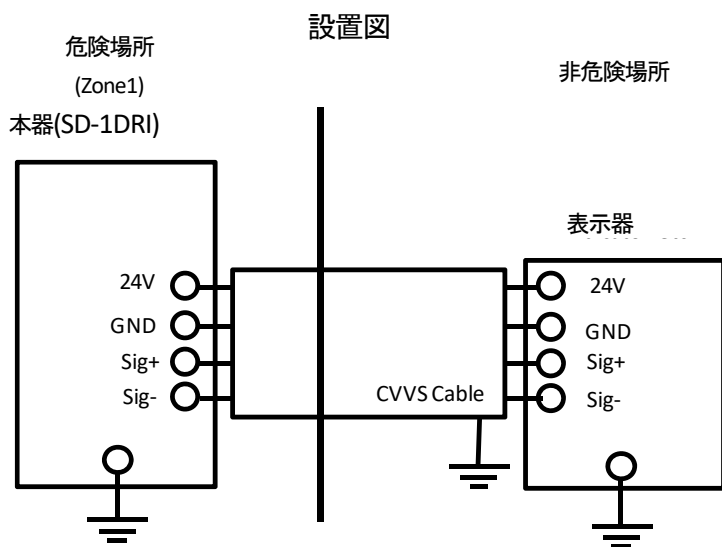 設置図
危険場所
(Zone1)
本器(SD-1DRI)
非危険場所
表示器
24V
GND
Sig+
Sig-
CVVS Cable
24V
GND
Sig+
Sig-